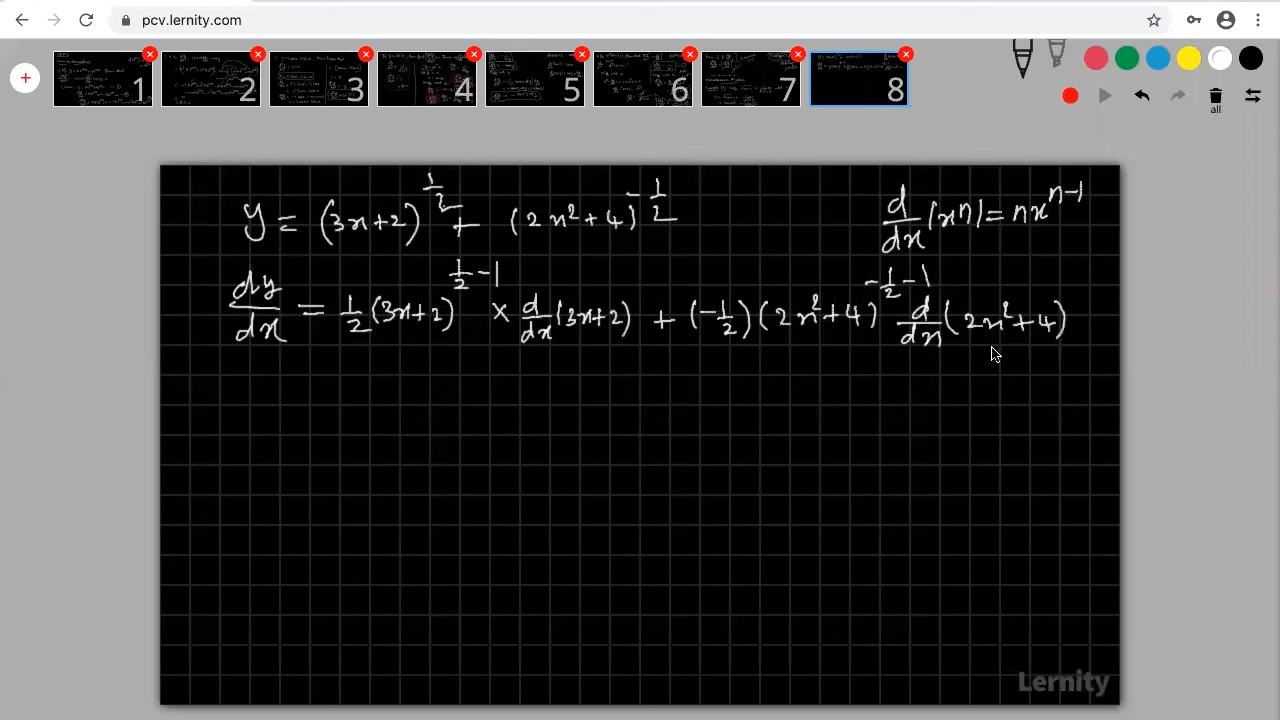 pcv.lernity.com
1 2 3 4 5 6 7 8
all
y = (3x+2)^{1/2} + (2x²+4)^{-1/2} d/dx (xⁿ) = nx^{n-1}
dy/dx = 1/2 (3x+2)^{1/2 -1} × d/dx (3x+2) + (-1/2) (2x²+4)^{-1/2 -1} d/dx (2x²+4)
Lernity